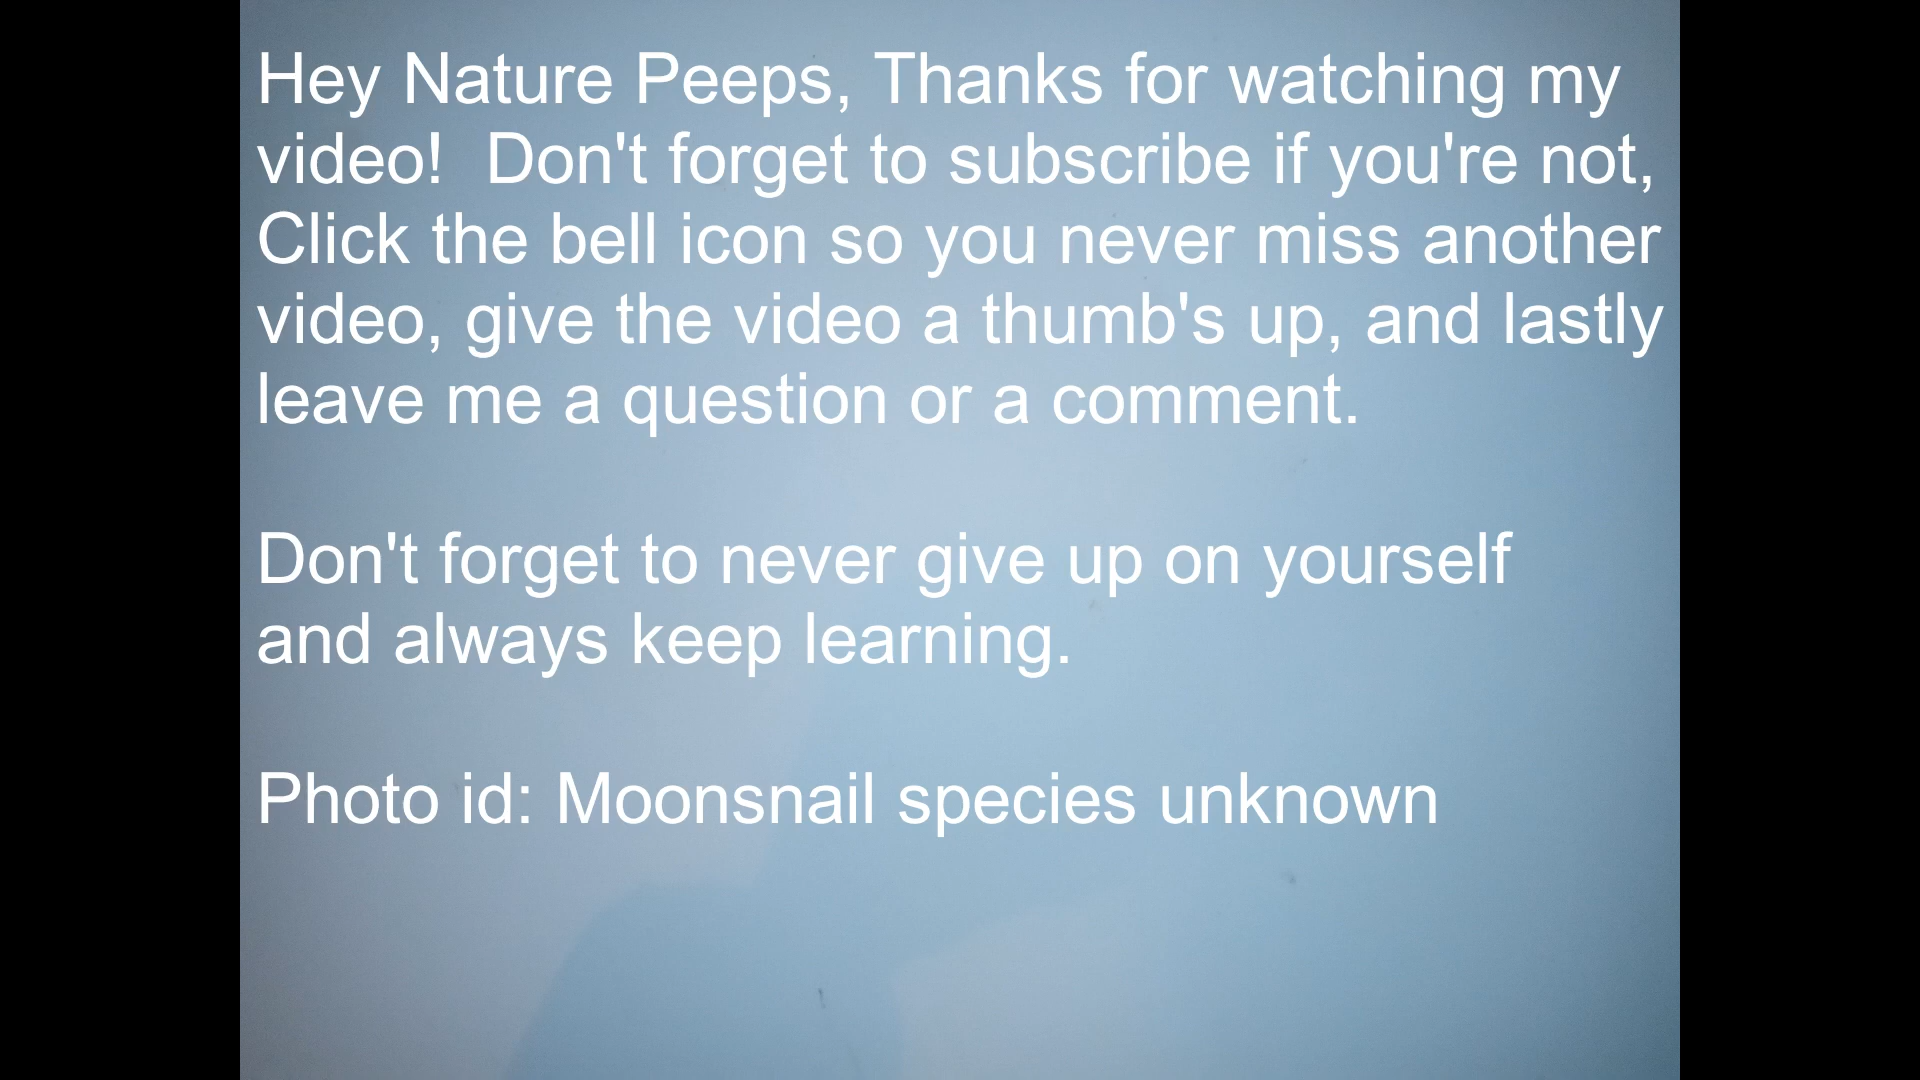 Hey Nature Peeps, Thanks for watching my
video!  Don't forget to subscribe if you're not,
Click the bell icon so you never miss another
video, give the video a thumb's up, and lastly
leave me a question or a comment.
Don't forget to never give up on yourself
and always keep learning.
Photo id: Moonsnail species unknown